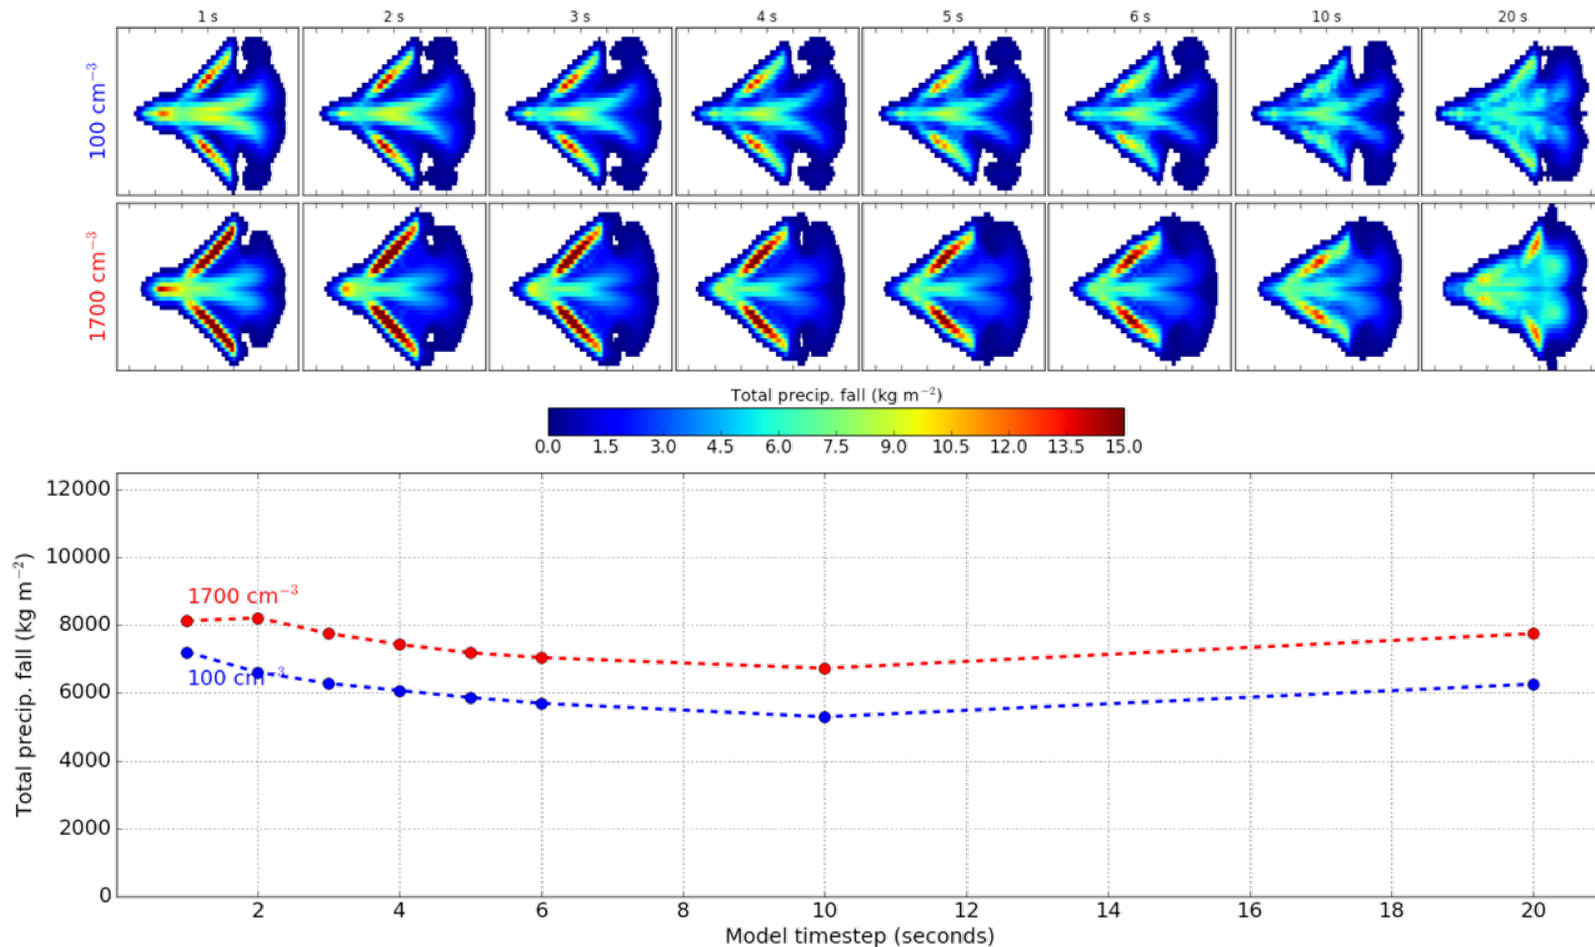 1 s 2 s 3 s 4 s 5 s 6 s 10 s 20 s
100 cm⁻³
1700 cm⁻³
Total precip. fall (kg m⁻²)
0.0 1.5 3.0 4.5 6.0 7.5 9.0 10.5 12.0 13.5 15.0
Total precip. fall (kg m⁻²)
12000
10000
8000
6000
4000
2000
0
1700 cm⁻³
100 cm⁻³
2 4 6 8 10 12 14 16 18 20
Model timestep (seconds)